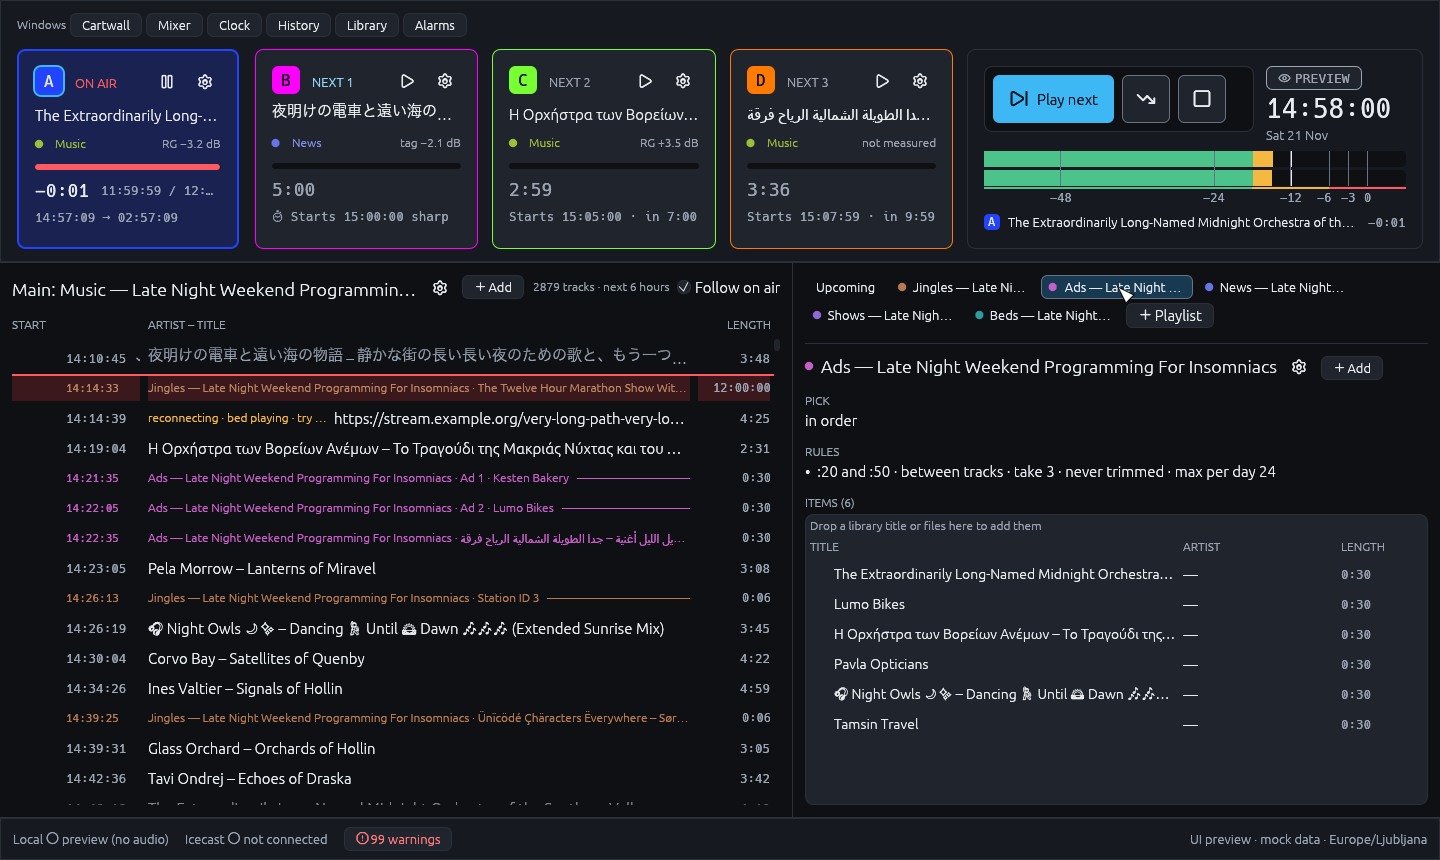 Windows Cartwall Mixer Clock History Library Alarms
A ON AIR
The Extraordinarily Long-…
Music RG −3.2 dB
−0:01 11:59:59 / 12:…
14:57:09 → 02:57:09
B NEXT 1
夜明けの電車と遠い海の…
News tag −2.1 dB
5:00
Starts 15:00:00 sharp
C NEXT 2
Η Ορχήστρα των Βορείων…
Music RG +3.5 dB
2:59
Starts 15:05:00 · in 7:00
D NEXT 3
جدا الطويلة الشمالية الرياح فرقة…
Music not measured
3:36
Starts 15:07:59 · in 9:59
Play next
PREVIEW
14:58:00
Sat 21 Nov
−48 −24 −12 −6 −3 0
A The Extraordinarily Long-Named Midnight Orchestra of th… −0:01
Main: Music — Late Night Weekend Programmin… + Add 2879 tracks · next 6 hours Follow on air
START ARTIST – TITLE LENGTH
14:10:45 夜明けの電車と遠い海の物語 – 静かな街の長い長い夜のための歌と、もう一つ… 3:48
14:14:33 Jingles — Late Night Weekend Programming For Insomniacs · The Twelve Hour Marathon Show Wit… 12:00:00
14:14:39 reconnecting · bed playing · try … https://stream.example.org/very-long-path-very-lo… 4:25
14:19:04 Η Ορχήστρα των Βορείων Ανέμων – Το Τραγούδι της Μακριάς Νύχτας και του … 2:31
14:21:35 Ads — Late Night Weekend Programming For Insomniacs · Ad 1 · Kesten Bakery 0:30
14:22:05 Ads — Late Night Weekend Programming For Insomniacs · Ad 2 · Lumo Bikes 0:30
14:22:35 Ads — Late Night Weekend Programming For Insomniacs · فرقة الرياح الشمالية الطويلة جدا – أغنية الليل… 0:30
14:23:05 Pela Morrow – Lanterns of Miravel 3:08
14:26:13 Jingles — Late Night Weekend Programming For Insomniacs · Station ID 3 0:06
14:26:19 🎧 Night Owls 🌙✨ – Dancing 💃 Until 🌅 Dawn 🎶🎶🎶 (Extended Sunrise Mix) 3:45
14:30:04 Corvo Bay – Satellites of Quenby 4:22
14:34:26 Ines Valtier – Signals of Hollin 4:59
14:39:25 Jingles — Late Night Weekend Programming For Insomniacs · Ünïcödé Çhäracters Ëverywhere – Sør… 0:06
14:39:31 Glass Orchard – Orchards of Hollin 3:05
14:42:36 Tavi Ondrej – Echoes of Draska 3:42
Upcoming Jingles — Late Ni… Ads — Late Night … News — Late Night…
Shows — Late Nigh… Beds — Late Night… + Playlist
Ads — Late Night Weekend Programming For Insomniacs + Add
PICK
in order
RULES
• :20 and :50 · between tracks · take 3 · never trimmed · max per day 24
ITEMS (6)
Drop a library title or files here to add them
TITLE ARTIST LENGTH
The Extraordinarily Long-Named Midnight Orchestra… — 0:30
Lumo Bikes — 0:30
Η Ορχήστρα των Βορείων Ανέμων – Το Τραγούδι της… — 0:30
Pavla Opticians — 0:30
🎧 Night Owls 🌙✨ – Dancing 💃 Until 🌅 Dawn 🎶🎶… — 0:30
Tamsin Travel — 0:30
Local preview (no audio) Icecast not connected 99 warnings UI preview · mock data · Europe/Ljubljana